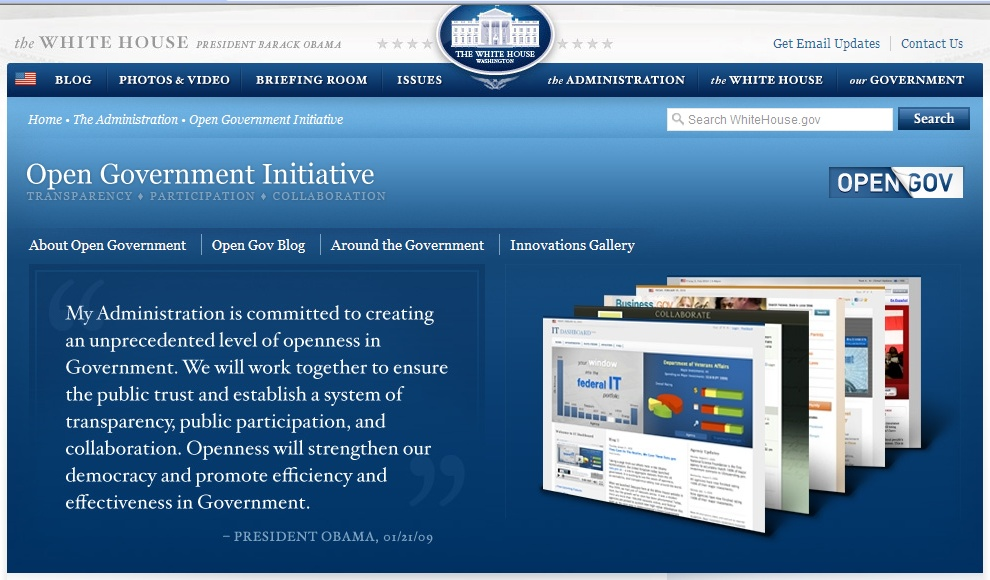 the WHITE HOUSE PRESIDENT BARACK OBAMA
THE WHITE HOUSE
WASHINGTON
Get Email Updates
Contact Us
BLOG
PHOTOS & VIDEO
BRIEFING ROOM
ISSUES
the ADMINISTRATION
the WHITE HOUSE
our GOVERNMENT
Home • The Administration • Open Government Initiative
Search WhiteHouse.gov
Search
Open Government Initiative
TRANSPARENCY ♦ PARTICIPATION ♦ COLLABORATION
OPEN GOV
About Open Government
Open Gov Blog
Around the Government
Innovations Gallery
“
My Administration is committed to creating
an unprecedented level of openness in
Government. We will work together to ensure
the public trust and establish a system of
transparency, public participation, and
collaboration. Openness will strengthen our
democracy and promote efficiency and
effectiveness in Government.
”
– PRESIDENT OBAMA, 01/21/09
Business.GOV
COLLABORATE
IT DASHBOARD
your window
into the
federal IT
portfolio
Department of Veterans Affairs